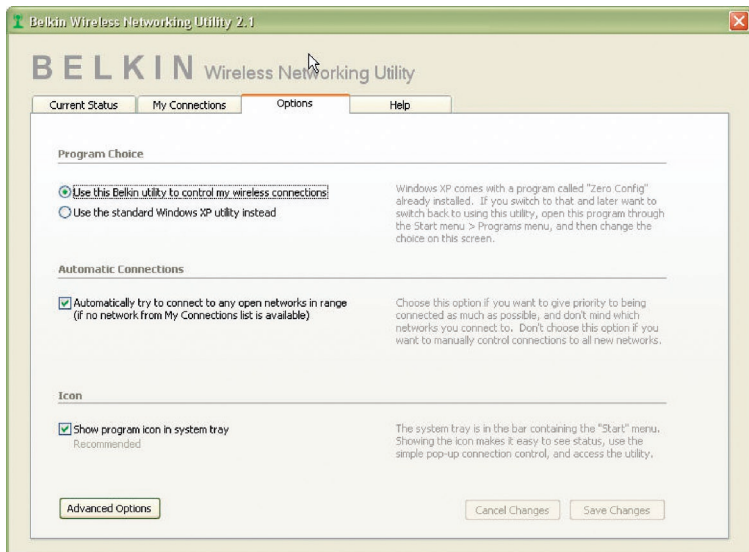 Belkin Wireless Networking Utility 2.1
BELKIN Wireless Networking Utility
Current Status
My Connections
Options
Help
Program Choice
Use this Belkin utility to control my wireless connections
Use the standard Windows XP utility instead
Windows XP comes with a program called "Zero Config"
already installed. If you switch to that and later want to
switch back to using this utility, open this program through
the Start menu > Programs menu, and then change the
choice on this screen.
Automatic Connections
Automatically try to connect to any open networks in range
(if no network from My Connections list is available)
Choose this option if you want to give priority to being
connected as much as possible, and don't mind which
networks you connect to. Don't choose this option if you
want to manually control connections to all new networks.
Icon
Show program icon in system tray
Recommended
The system tray is in the bar containing the "Start" menu.
Showing the icon makes it easy to see status, use the
simple pop-up connection control, and access the utility.
Advanced Options
Cancel Changes
Save Changes